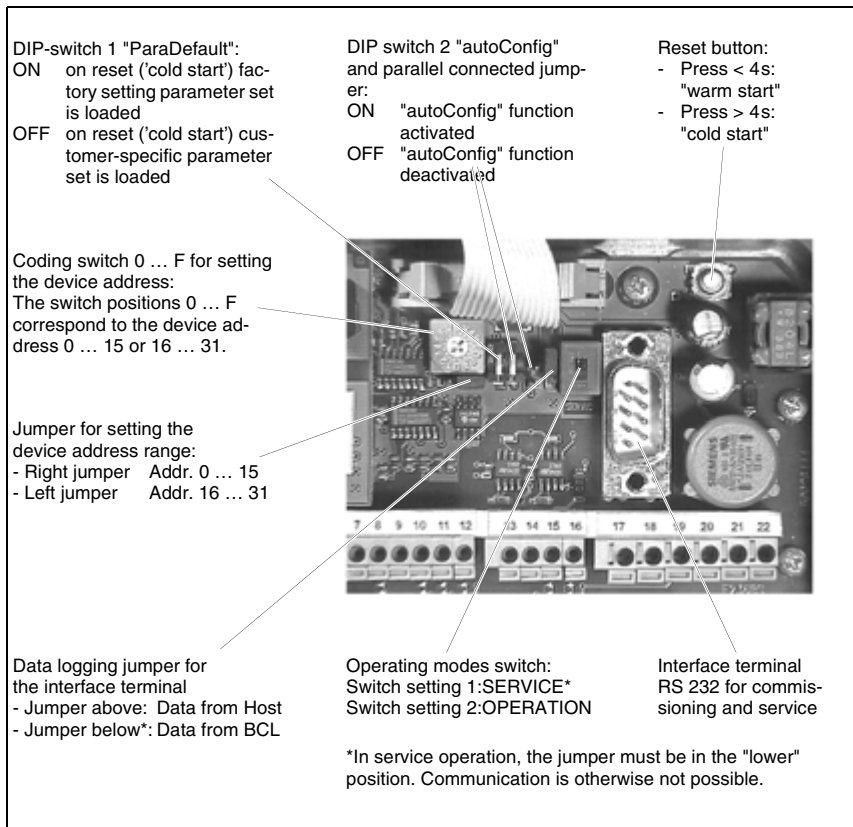 DIP-switch 1 "ParaDefault":
ON on reset ('cold start') fac-
tory setting parameter set
is loaded
OFF on reset ('cold start') cus-
tomer-specific parameter
set is loaded
DIP switch 2 "autoConfig"
and parallel connected jump-
er:
ON "autoConfig" function
activated
OFF "autoConfig" function
deactivated
Reset button:
- Press < 4s:
"warm start"
- Press > 4s:
"cold start"
Coding switch 0 … F for setting
the device address:
The switch positions 0 … F
correspond to the device ad-
dress 0 … 15 or 16 … 31.
Jumper for setting the
device address range:
- Right jumper Addr. 0 … 15
- Left jumper Addr. 16 … 31
SIEMENS
7 8 9 10 11 12 13 14 15 16 17 18 19 20 21 22
Data logging jumper for
the interface terminal
- Jumper above: Data from Host
- Jumper below*: Data from BCL
Operating modes switch:
Switch setting 1:SERVICE*
Switch setting 2:OPERATION
Interface terminal
RS 232 for commis-
sioning and service
*In service operation, the jumper must be in the "lower"
position. Communication is otherwise not possible.